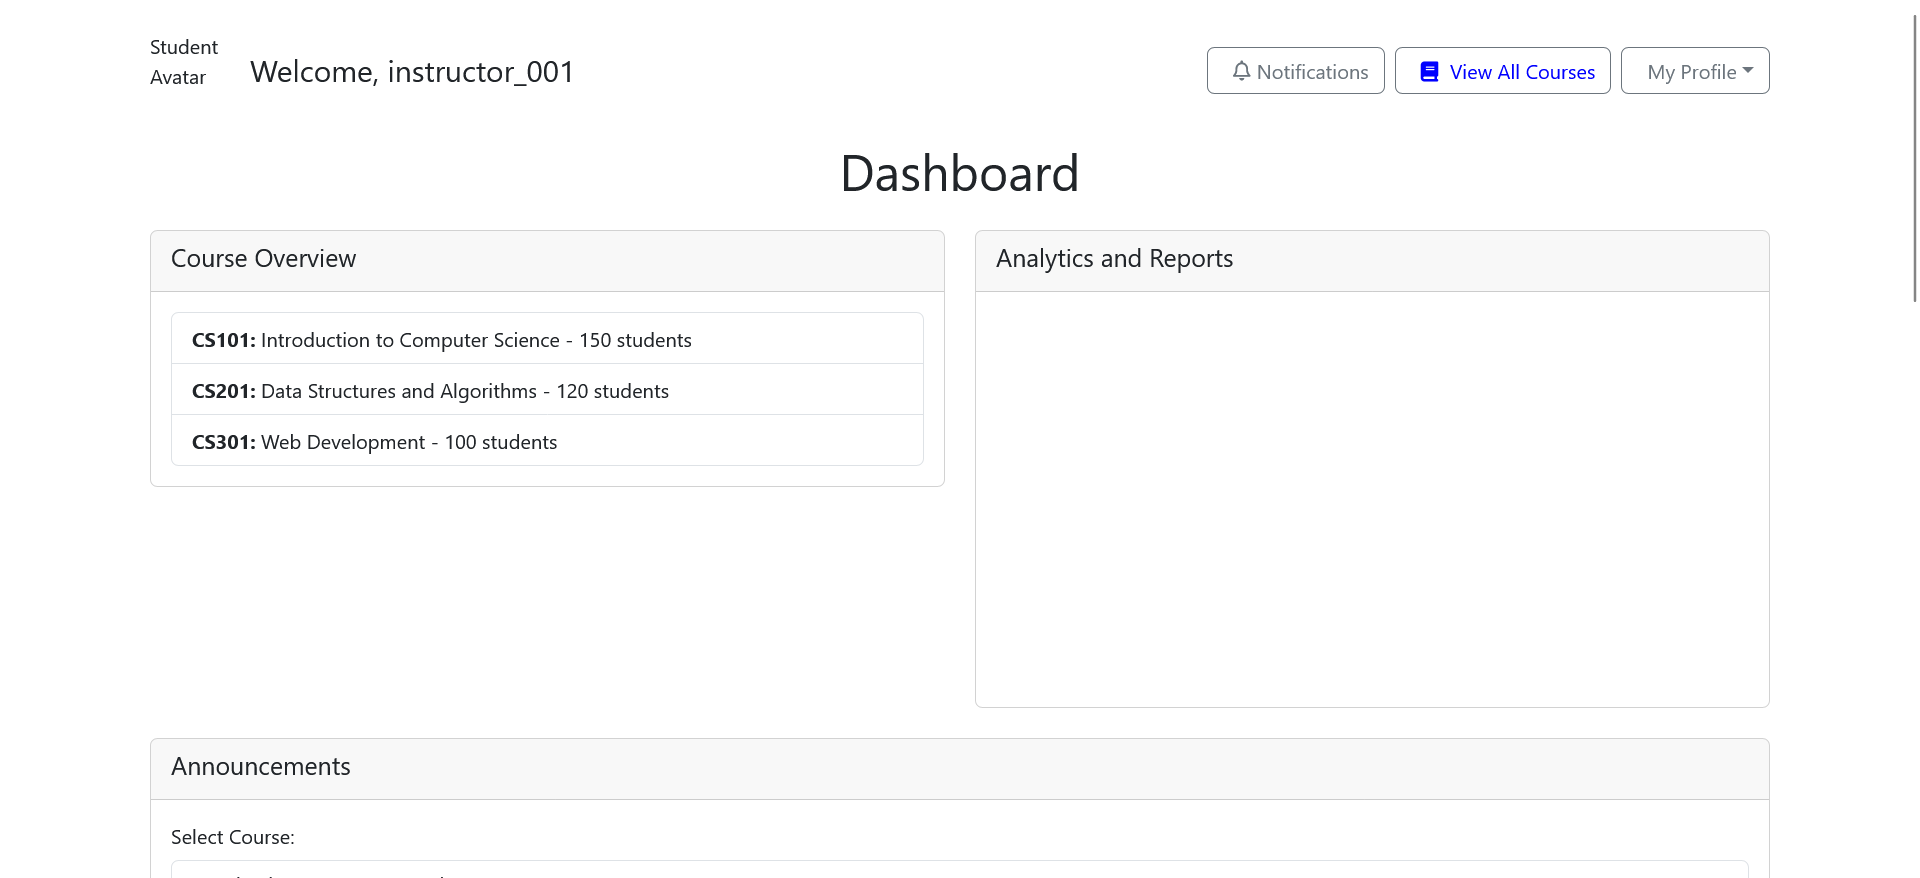 Student
Avatar
Welcome, instructor_001
Notifications
View All Courses
My Profile
Dashboard
Course Overview
CS101: Introduction to Computer Science - 150 students
CS201: Data Structures and Algorithms - 120 students
CS301: Web Development - 100 students
Analytics and Reports
Announcements
Select Course: